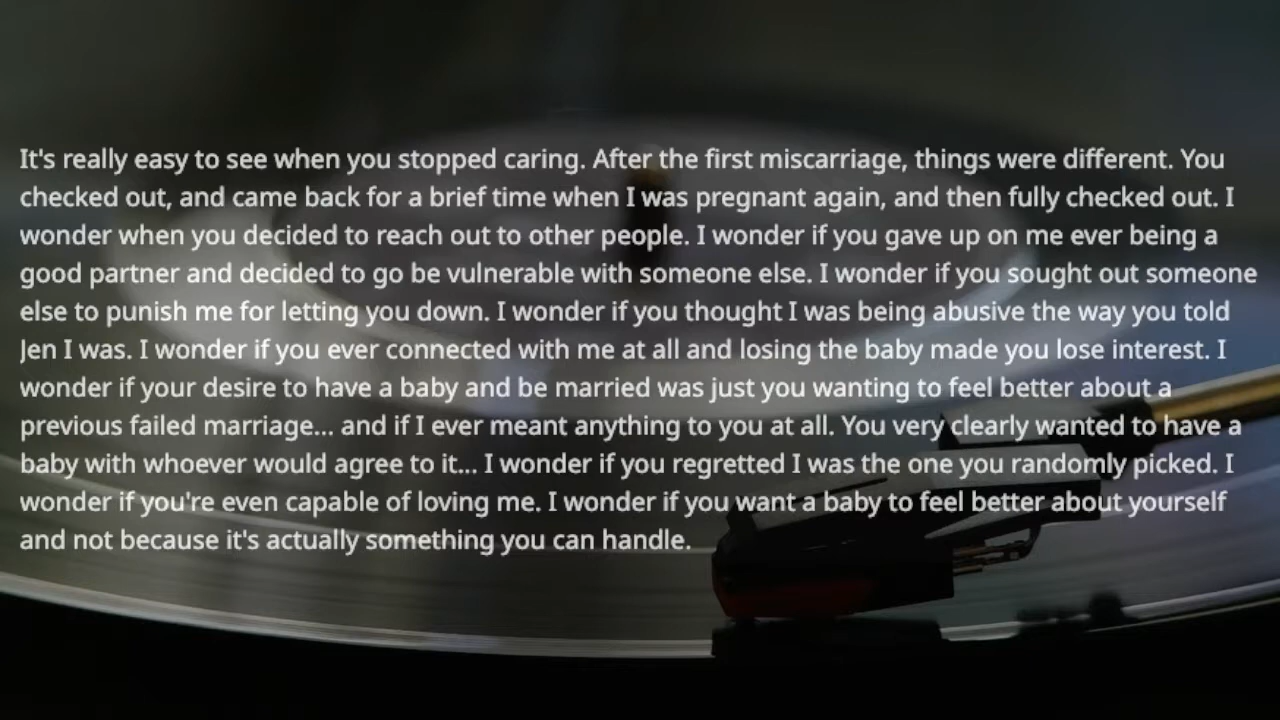 It's really easy to see when you stopped caring. After the first miscarriage, things were different. You
checked out, and came back for a brief time when I was pregnant again, and then fully checked out. I
wonder when you decided to reach out to other people. I wonder if you gave up on me ever being a
good partner and decided to go be vulnerable with someone else. I wonder if you sought out someone
else to punish me for letting you down. I wonder if you thought I was being abusive the way you told
Jen I was. I wonder if you ever connected with me at all and losing the baby made you lose interest. I
wonder if your desire to have a baby and be married was just you wanting to feel better about a
previous failed marriage... and if I ever meant anything to you at all. You very clearly wanted to have a
baby with whoever would agree to it... I wonder if you regretted I was the one you randomly picked. I
wonder if you're even capable of loving me. I wonder if you want a baby to feel better about yourself
and not because it's actually something you can handle.